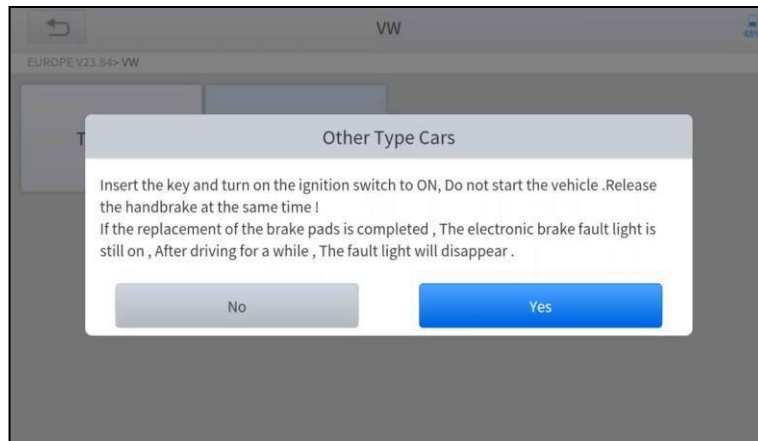 VW
48%
EUROPE V23.84> VW
T
Other Type Cars
Insert the key and turn on the ignition switch to ON, Do not start the vehicle .Release
the handbrake at the same time !
If the replacement of the brake pads is completed , The electronic brake fault light is
still on , After driving for a while , The fault light will disappear .
No
Yes